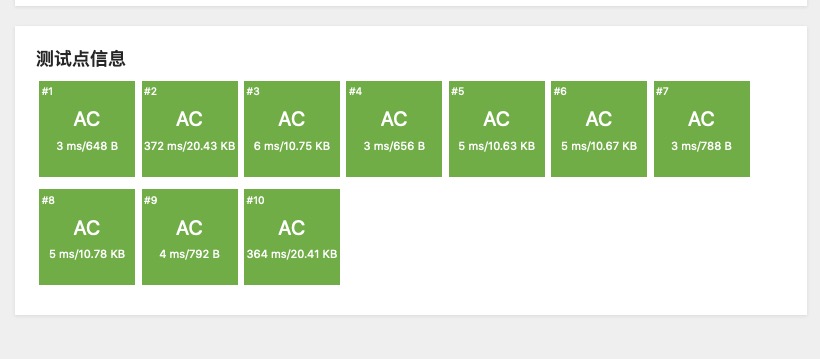 测试点信息
#1 #2 #3 #4 #5 #6 #7
AC AC AC AC AC AC AC
3 ms/648 B 372 ms/20.43 KB 6 ms/10.75 KB 3 ms/656 B 5 ms/10.63 KB 5 ms/10.67 KB 3 ms/788 B
#8 #9 #10
AC AC AC
5 ms/10.78 KB 4 ms/792 B 364 ms/20.41 KB